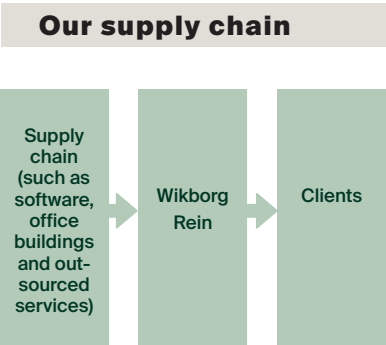 Our supply chain
Supply
chain
(such as
software,
office
buildings
and out-
sourced
services)
Wikborg
Rein
Clients